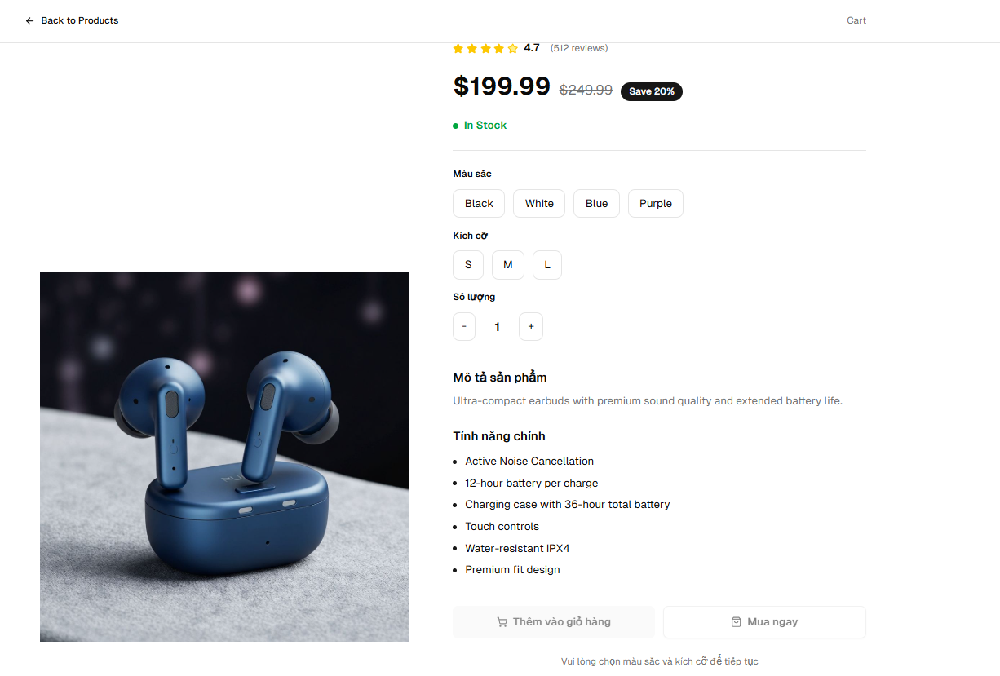 Back to Products
Cart
4.7 (512 reviews)
$199.99 $249.99 Save 20%
In Stock
Màu sắc
Black White Blue Purple
Kích cỡ
S M L
Số lượng
- 1 +
Mô tả sản phẩm
Ultra-compact earbuds with premium sound quality and extended battery life.
Tính năng chính
Active Noise Cancellation
12-hour battery per charge
Charging case with 36-hour total battery
Touch controls
Water-resistant IPX4
Premium fit design
Thêm vào giỏ hàng Mua ngay
Vui lòng chọn màu sắc và kích cỡ để tiếp tục